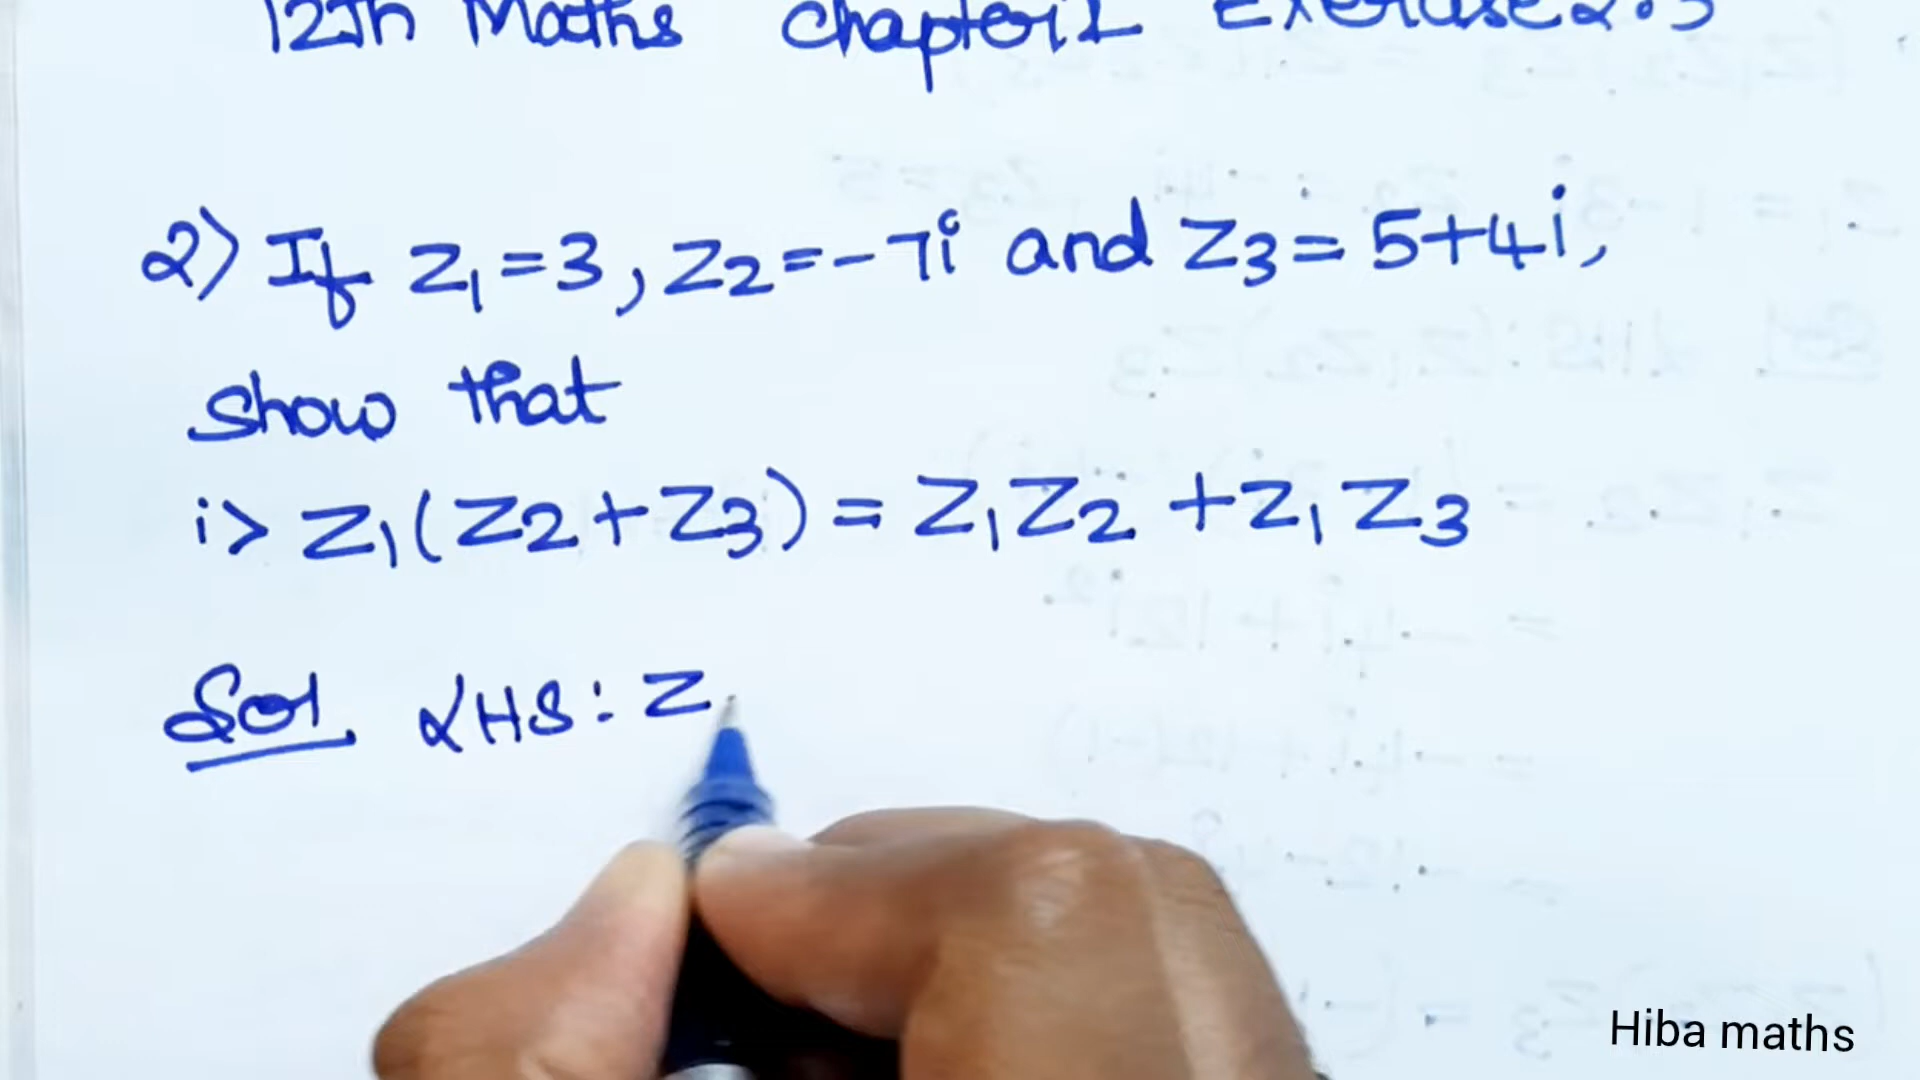 12th Maths Chapter 2 Exercise 2.3
2) If z₁ = 3, z₂ = -7i and z₃ = 5+4i,
show that
i> z₁(z₂+z₃) = z₁z₂ + z₁z₃
Sol. LHS: z
Hiba maths